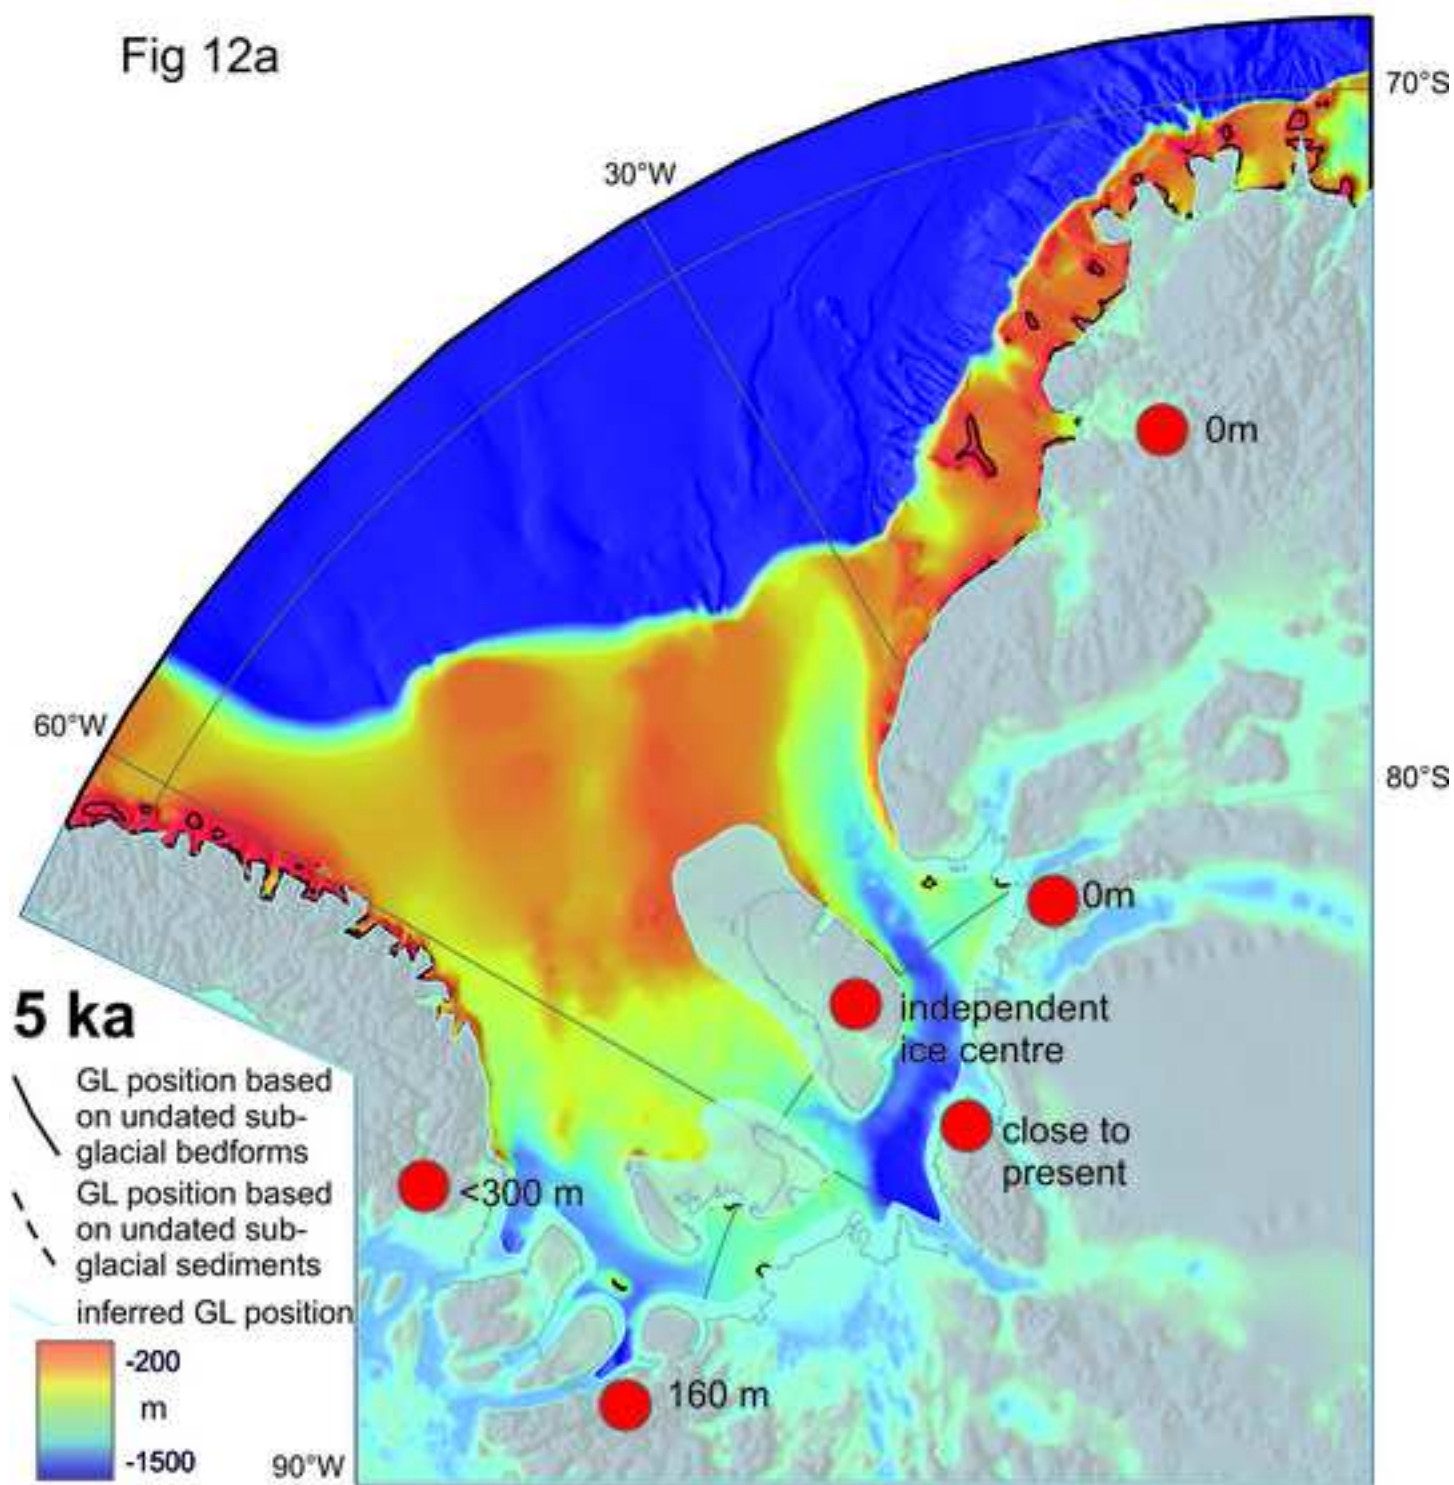 Fig 12a
70°S
30°W
0m
60°W
80°S
0m
independent
ice centre
5 ka
GL position based
on undated sub-
glacial bedforms
close to
present
<300 m
GL position based
on undated sub-
glacial sediments
inferred GL position
-200
m
-1500
160 m
90°W